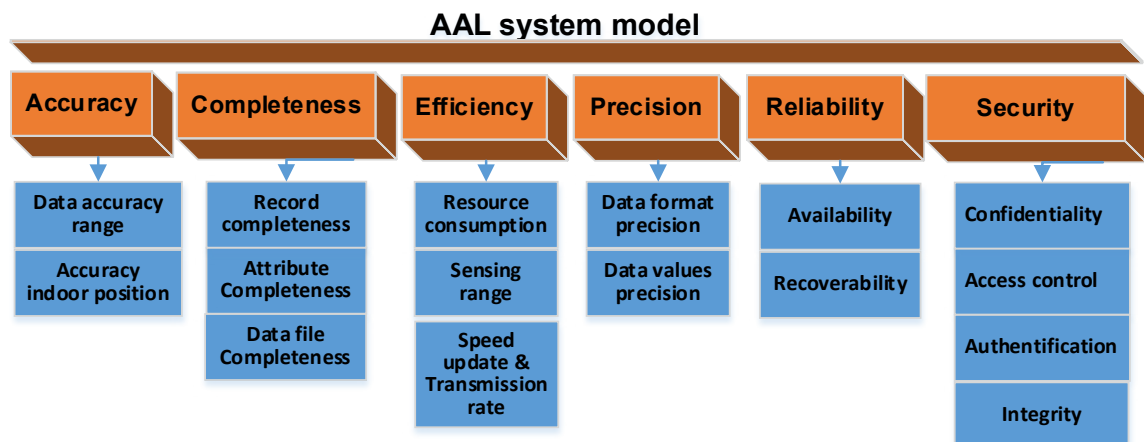 AAL system model
Accuracy
Completeness
Efficiency
Precision
Reliability
Security
Data accuracy
range
Accuracy
indoor position
Record
completeness
Attribute
Completeness
Data file
Completeness
Resource
consumption
Sensing
range
Speed
update &
Transmission
rate
Data format
precision
Data values
precision
Availability
Recoverability
Confidentiality
Access control
Authentification
Integrity